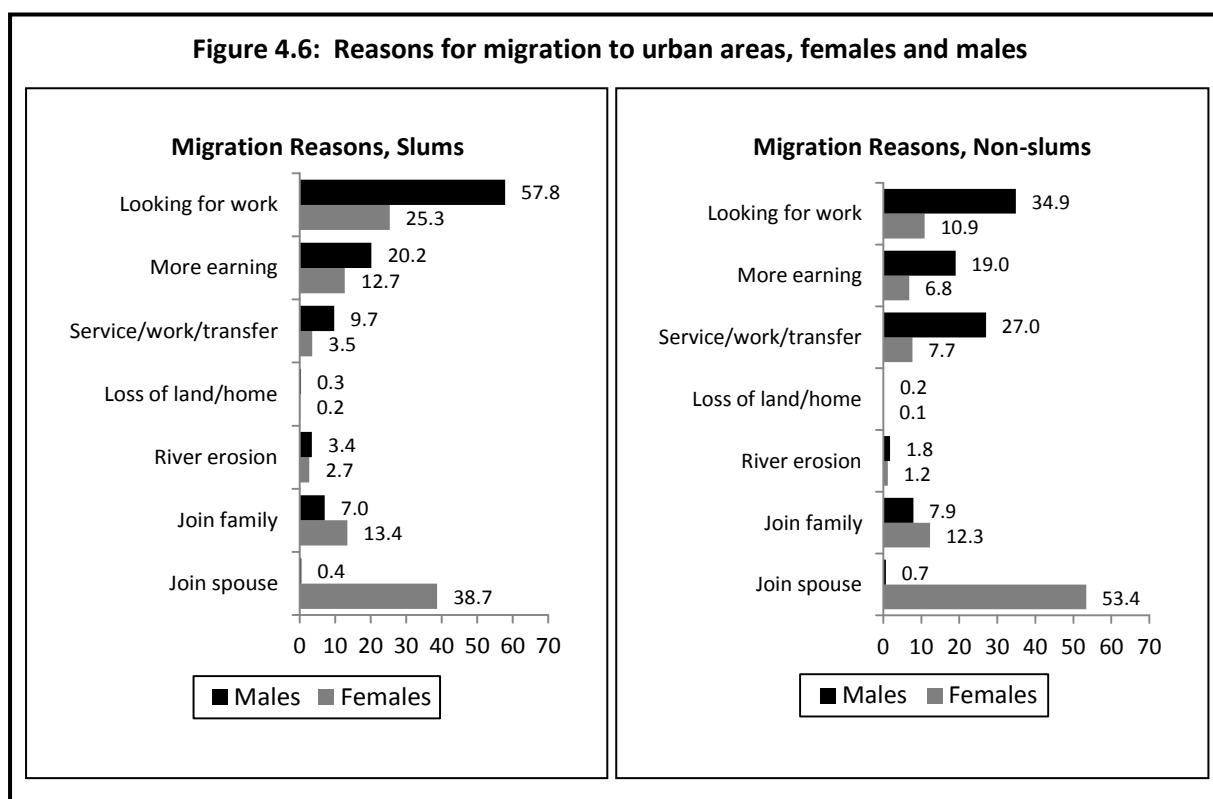 Figure 4.6: Reasons for migration to urban areas, females and males
Migration Reasons, Slums
Looking for work 57.8
25.3
More earning 20.2
12.7
Service/work/transfer 9.7
3.5
Loss of land/home 0.3
0.2
River erosion 3.4
2.7
Join family 7.0
13.4
Join spouse 0.4
38.7
0 10 20 30 40 50 60 70
Males Females
Migration Reasons, Non-slums
Looking for work 34.9
10.9
More earning 19.0
6.8
Service/work/transfer 27.0
7.7
Loss of land/home 0.2
0.1
River erosion 1.8
1.2
Join family 7.9
12.3
Join spouse 0.7
53.4
0 10 20 30 40 50 60 70
Males Females